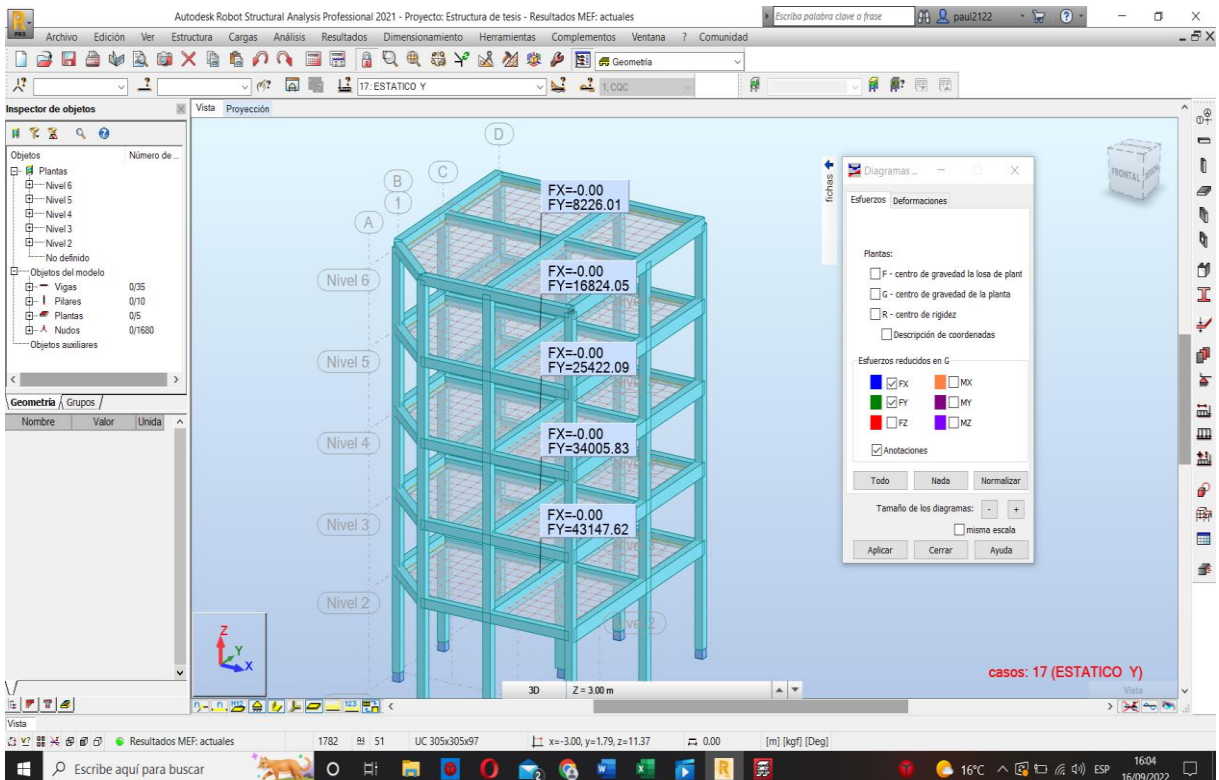 Autodesk Robot Structural Analysis Professional 2021 - Proyecto: Estructura de tesis - Resultados MEF: actuales
Escriba palabra clave o frase
paul2122
PRO
Archivo Edición Ver Estructura Cargas Análisis Resultados Dimensionamiento Herramientas Complementos Ventana ? Comunidad
Geometría
17: ESTATICO Y
1. CQC
Inspector de objetos
Vista Proyección
Objetos Número de ...
Plantas
Nivel 6
Nivel 5
Nivel 4
Nivel 3
Nivel 2
No definido
Objetos del modelo
Vigas 0/35
Pilares 0/10
Plantas 0/5
Nudos 0/1680
Objetos auxiliares
Geometría Grupos
Nombre Valor Unida
D
C
B
1
A
Nivel 6
Nivel 5
Nivel 4
Nivel 3
Nivel 2
FX=-0.00
FY=8226.01
FX=-0.00
FY=16824.05
FX=-0.00
FY=25422.09
FX=-0.00
FY=34005.83
FX=-0.00
FY=43147.62
Nivel 2
Z
Y
X
fichas
FRONTAL
Diagramas ...
Esfuerzos Deformaciones
Plantas:
F - centro de gravedad la losa de plant
G - centro de gravedad de la planta
R - centro de rigidez
Descripción de coordenadas
Esfuerzos reducidos en G
FX MX
FY MY
FZ MZ
Anotaciones
Todo Nada Normalizar
Tamaño de los diagramas: - +
misma escala
Aplicar Cerrar Ayuda
casos: 17 (ESTATICO Y)
3D Z = 3.00 m
Vista
Vista
Resultados MEF: actuales 1782 51 UC 305x305x97 x=-3.00, y=1.79, z=11.37 0.00 [m] [kgf] [Deg]
Escribe aquí para buscar
16°C
ESP
16:04
16/09/2022